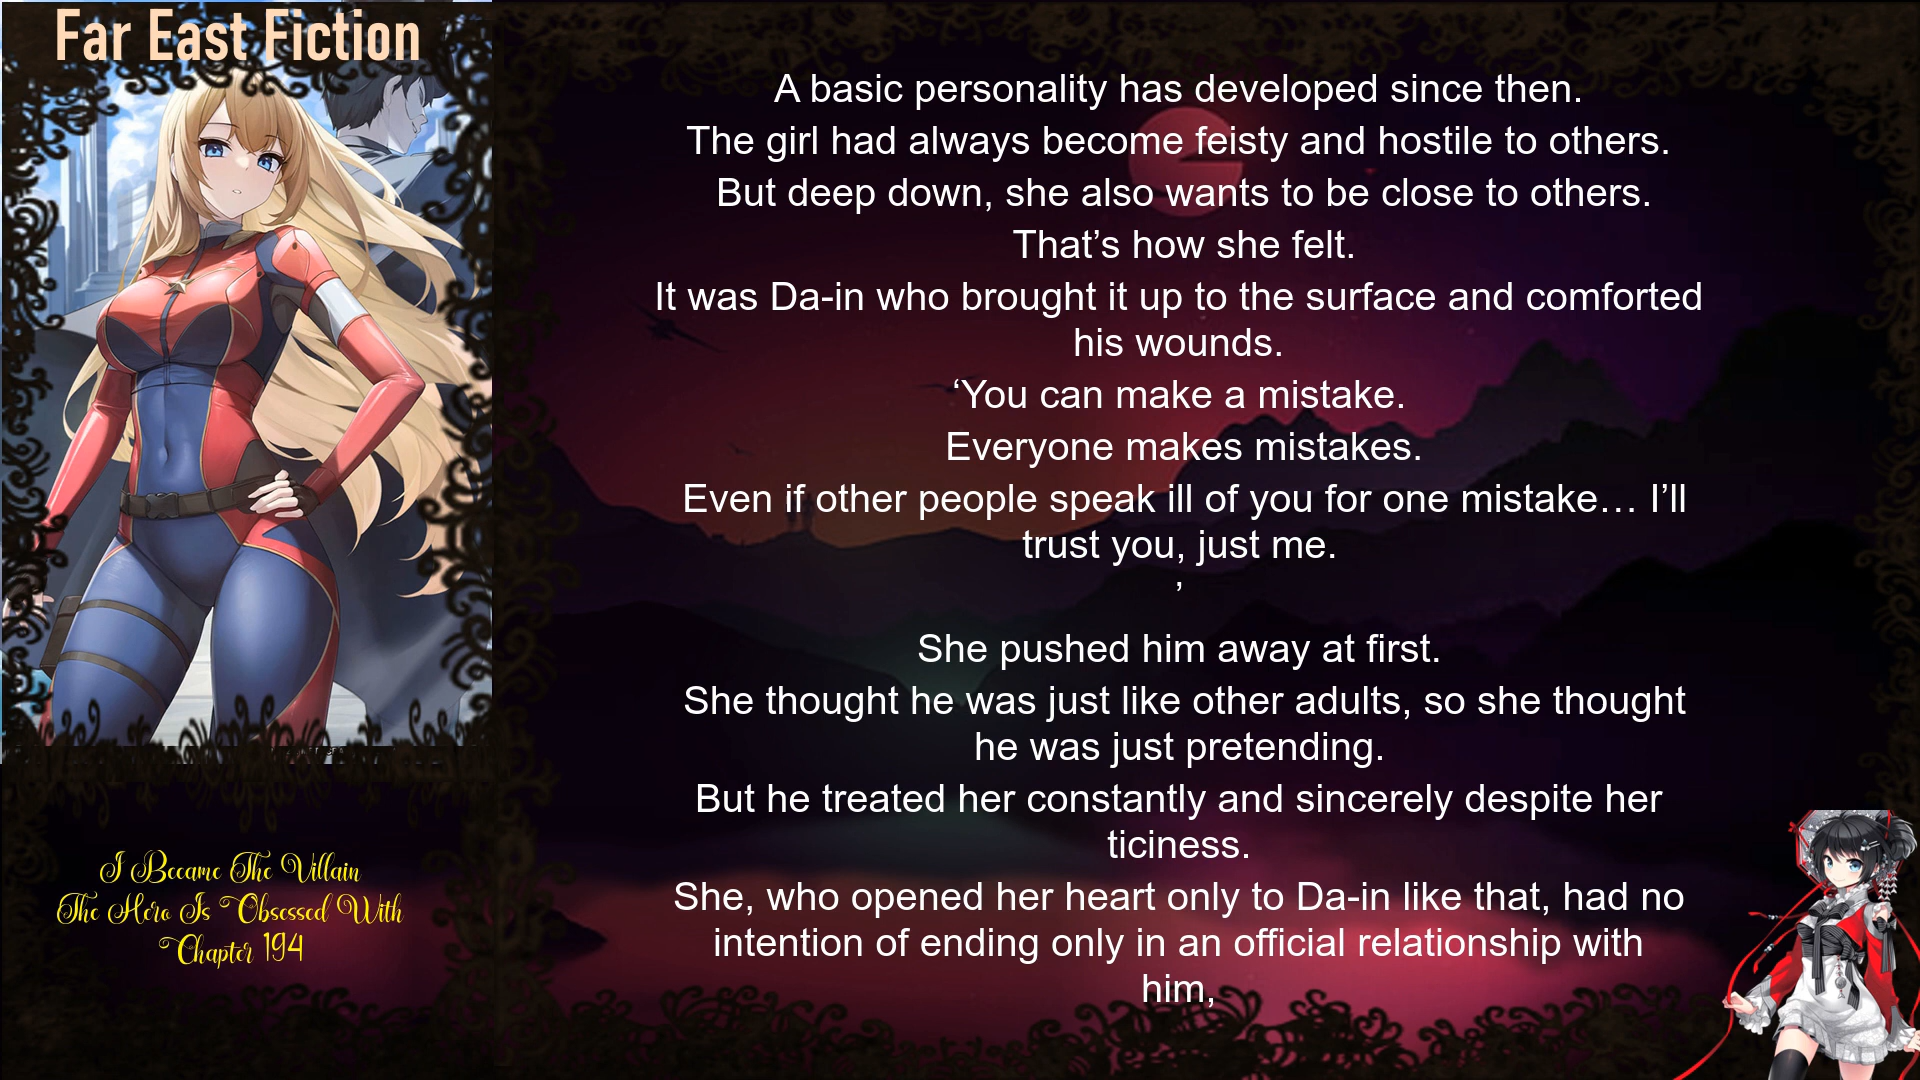 Far East Fiction
A basic personality has developed since then.
The girl had always become feisty and hostile to others.
But deep down, she also wants to be close to others.
That’s how she felt.
It was Da-in who brought it up to the surface and comforted
his wounds.
‘You can make a mistake.
Everyone makes mistakes.
Even if other people speak ill of you for one mistake… I’ll
trust you, just me.
’
She pushed him away at first.
She thought he was just like other adults, so she thought
he was just pretending.
But he treated her constantly and sincerely despite her
ticiness.
She, who opened her heart only to Da-in like that, had no
intention of ending only in an official relationship with
him,
I Became The Villain
The Hero Is Obsessed With
Chapter 194